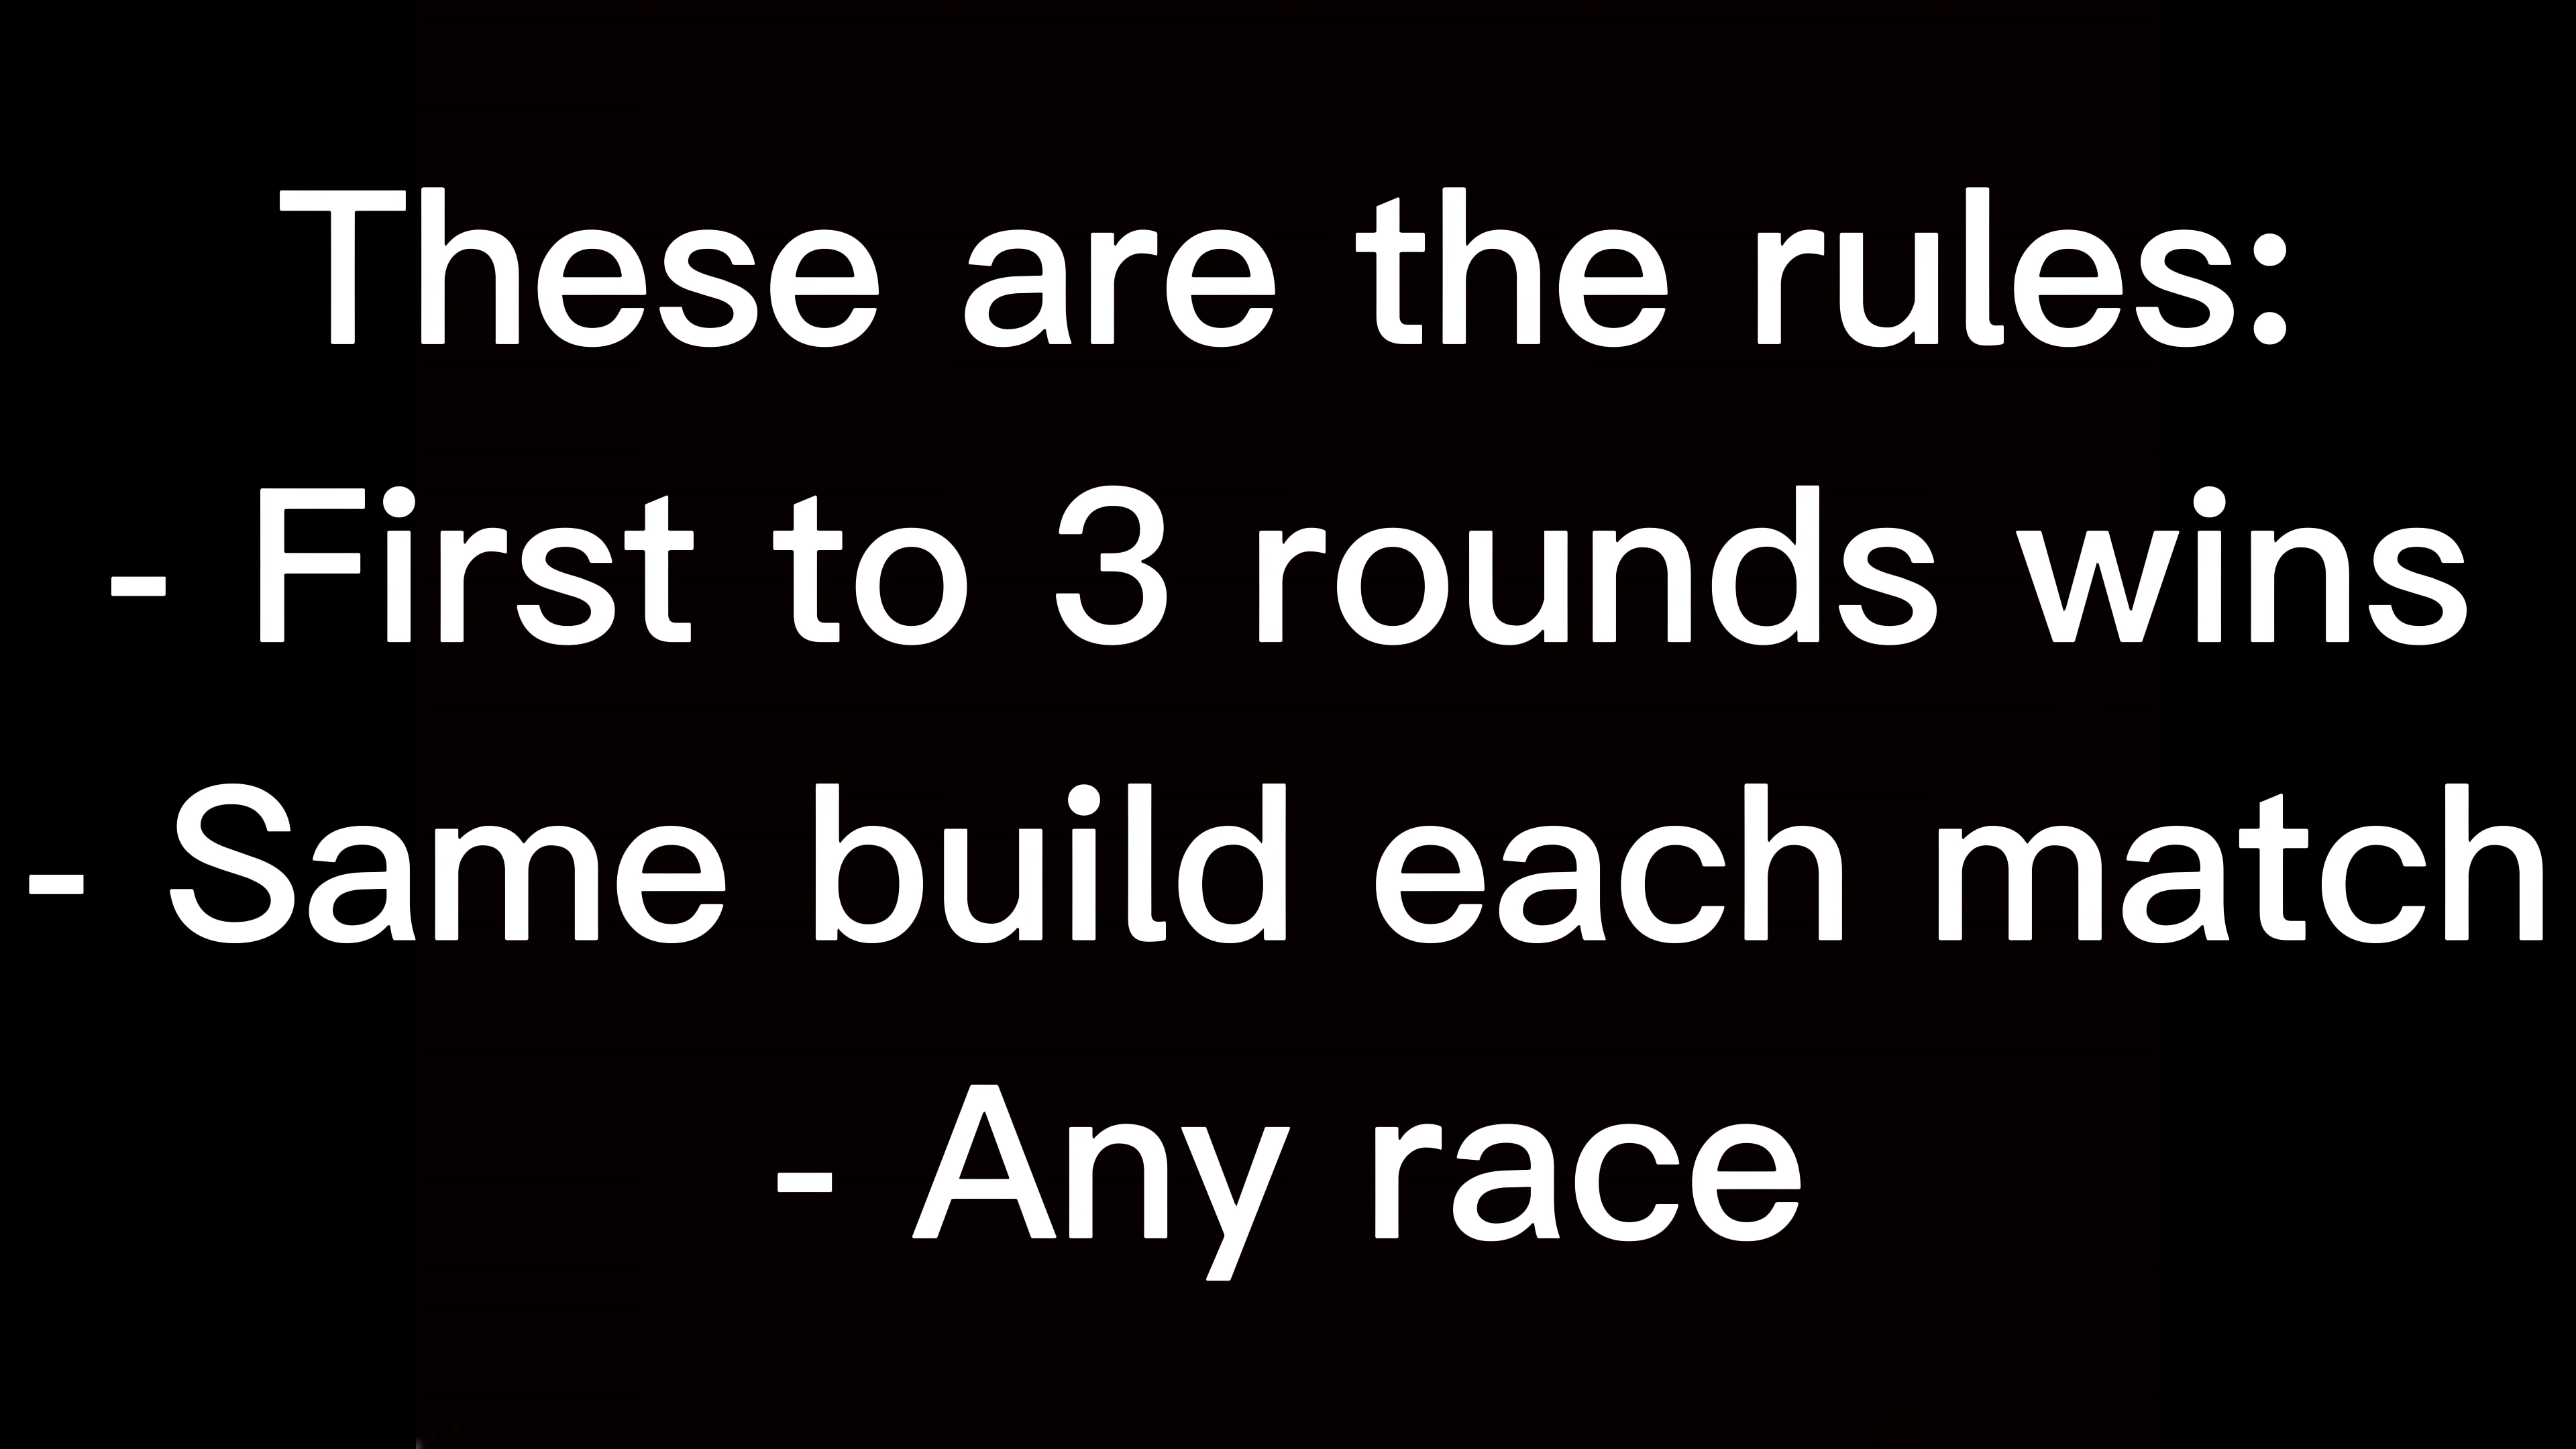 These are the rules:
- First to 3 rounds wins
- Same build each match
- Any race